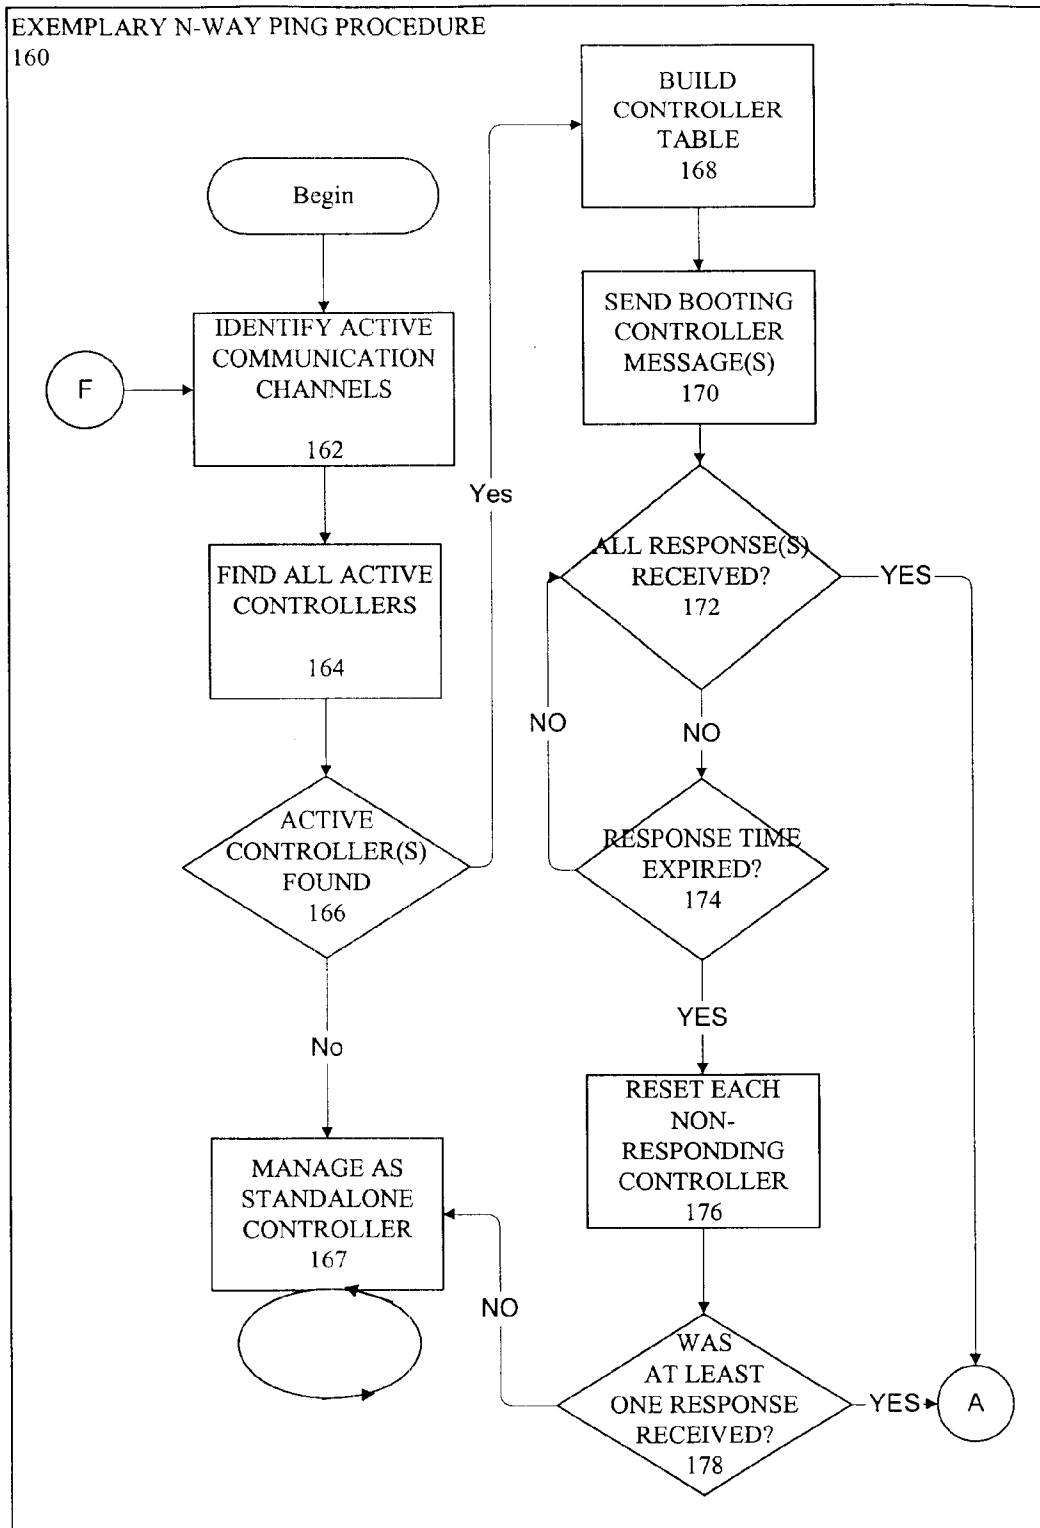 EXEMPLARY N-WAY PING PROCEDURE
160
Begin
F
IDENTIFY ACTIVE
COMMUNICATION
CHANNELS
162
FIND ALL ACTIVE
CONTROLLERS
164
ACTIVE
CONTROLLER(S)
FOUND
166
Yes
No
MANAGE AS
STANDALONE
CONTROLLER
167
BUILD
CONTROLLER
TABLE
168
SEND BOOTING
CONTROLLER
MESSAGE(S)
170
ALL RESPONSE(S)
RECEIVED?
172
YES
NO
NO
RESPONSE TIME
EXPIRED?
174
YES
RESET EACH
NON-
RESPONDING
CONTROLLER
176
NO
WAS
AT LEAST
ONE RESPONSE
RECEIVED?
178
YES
A